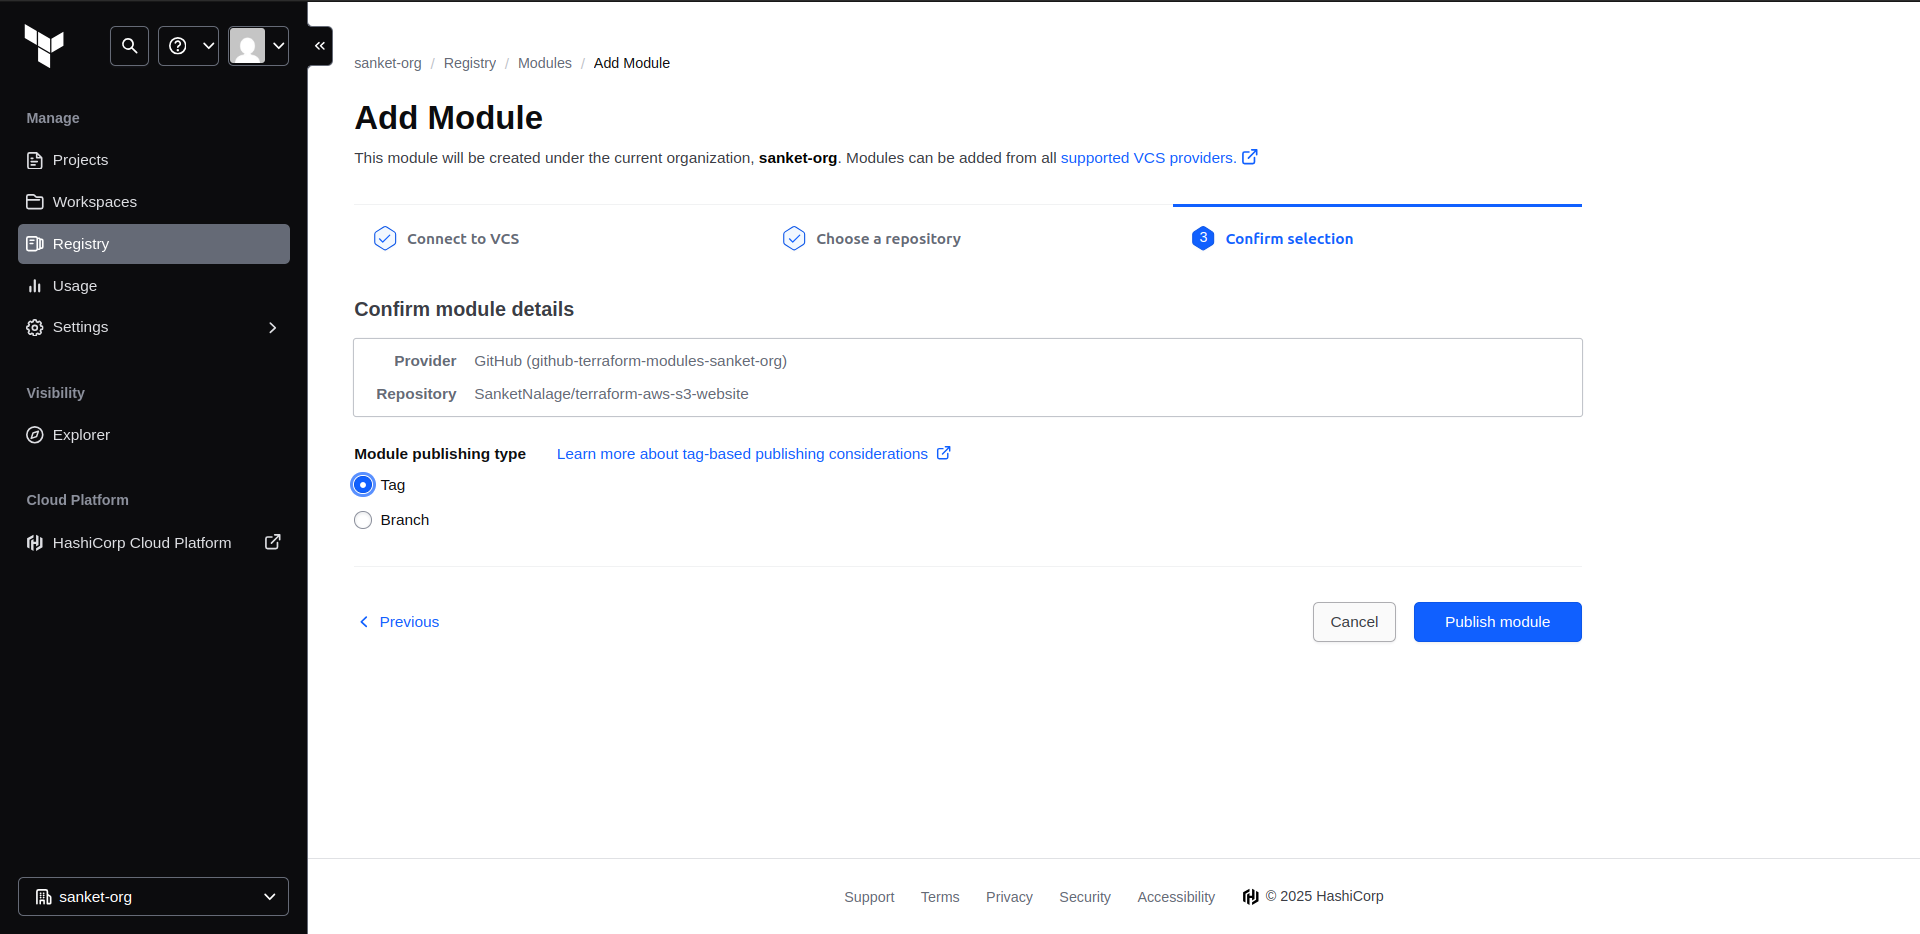 Manage
Projects
Workspaces
Registry
Usage
Settings
Visibility
Explorer
Cloud Platform
HashiCorp Cloud Platform
sanket-org
sanket-org / Registry / Modules / Add Module
Add Module
This module will be created under the current organization, sanket-org. Modules can be added from all supported VCS providers.
Connect to VCS
Choose a repository
3 Confirm selection
Confirm module details
Provider GitHub (github-terraform-modules-sanket-org)
Repository SanketNalage/terraform-aws-s3-website
Module publishing type Learn more about tag-based publishing considerations
Tag
Branch
Previous
Cancel
Publish module
Support Terms Privacy Security Accessibility © 2025 HashiCorp